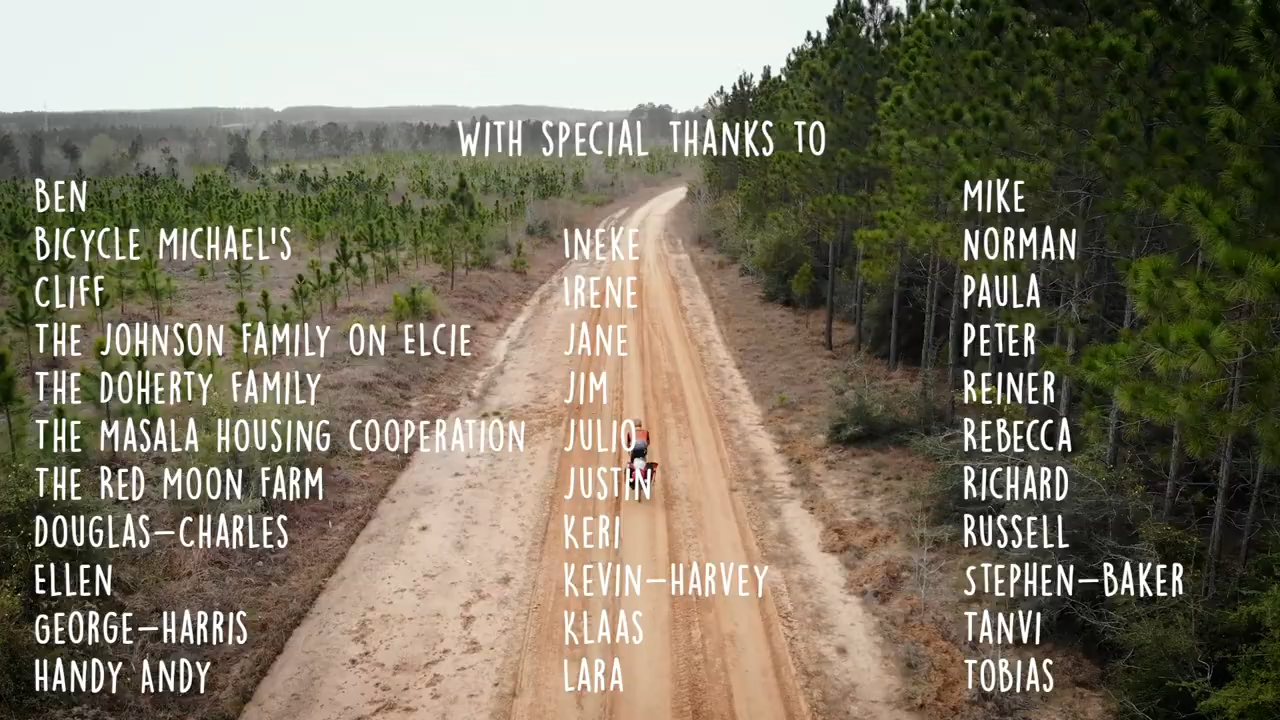 WITH SPECIAL THANKS TO
BEN
BICYCLE MICHAEL'S
CLIFF
THE JOHNSON FAMILY ON ELCIE
THE DOHERTY FAMILY
THE MASALA HOUSING COOPERATION
THE RED MOON FARM
DOUGLAS-CHARLES
ELLEN
GEORGE-HARRIS
HANDY ANDY
INEKE
IRENE
JANE
JIM
JULIO
JUSTIN
KERI
KEVIN-HARVEY
KLAAS
LARA
MIKE
NORMAN
PAULA
PETER
REINER
REBECCA
RICHARD
RUSSELL
STEPHEN-BAKER
TANVI
TOBIAS